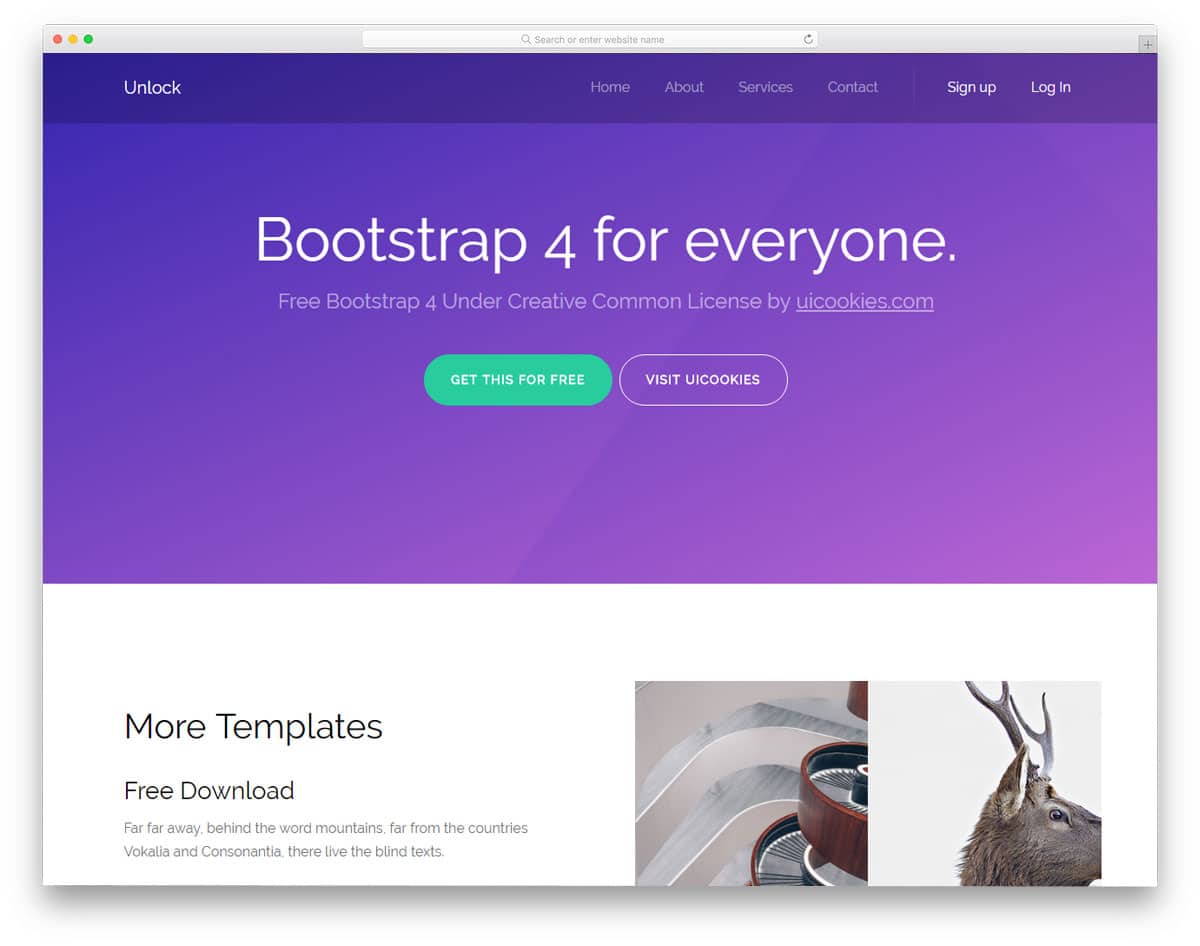 Search or enter website name
Unlock
Home About Services Contact Sign up Log In
Bootstrap 4 for everyone.
Free Bootstrap 4 Under Creative Common License by uicookies.com
GET THIS FOR FREE VISIT UICOOKIES
More Templates
Free Download
Far far away, behind the word mountains, far from the countries
Vokalia and Consonantia, there live the blind texts.